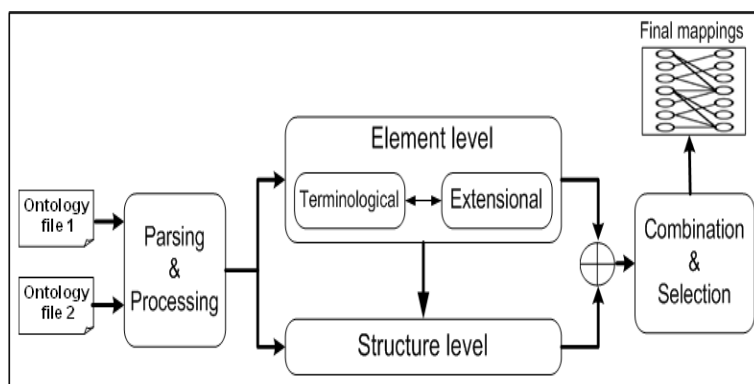 Final mappings
Element level
Terminological
Extensional
Ontology
file 1
Parsing
&
Processing
Ontology
file 2
Combination
&
Selection
Structure level